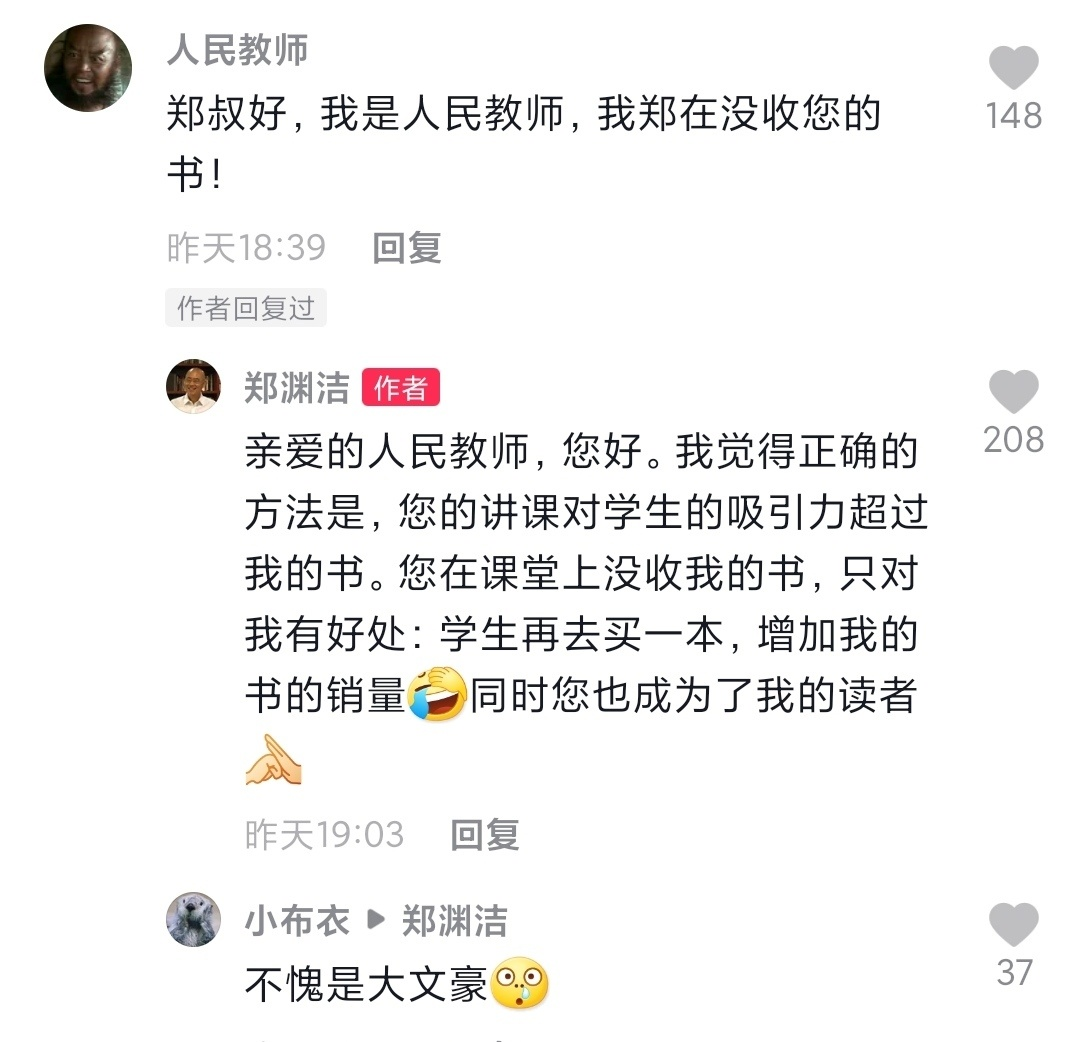 人民教师
郑叔好，我是人民教师，我郑在没收您的
书！
148
昨天18:39 回复
作者回复过
郑渊洁 作者
亲爱的人民教师，您好。我觉得正确的
方法是，您的讲课对学生的吸引力超过
我的书。您在课堂上没收我的书，只对
我有好处：学生再去买一本，增加我的
书的销量🤣同时您也成为了我的读者
208
昨天19:03 回复
小布衣 ▶ 郑渊洁
不愧是大文豪
37